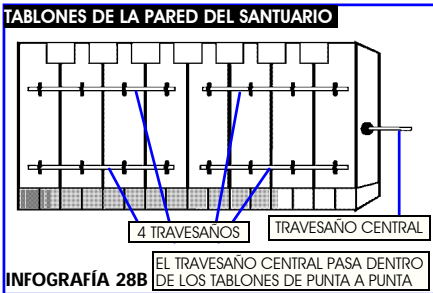 TABLONES DE LA PARED DEL SANTUARIO
4 TRAVESAÑOS
TRAVESAÑO CENTRAL
INFOGRAFÍA 28B
EL TRAVESAÑO CENTRAL PASA DENTRO
DE LOS TABLONES DE PUNTA A PUNTA